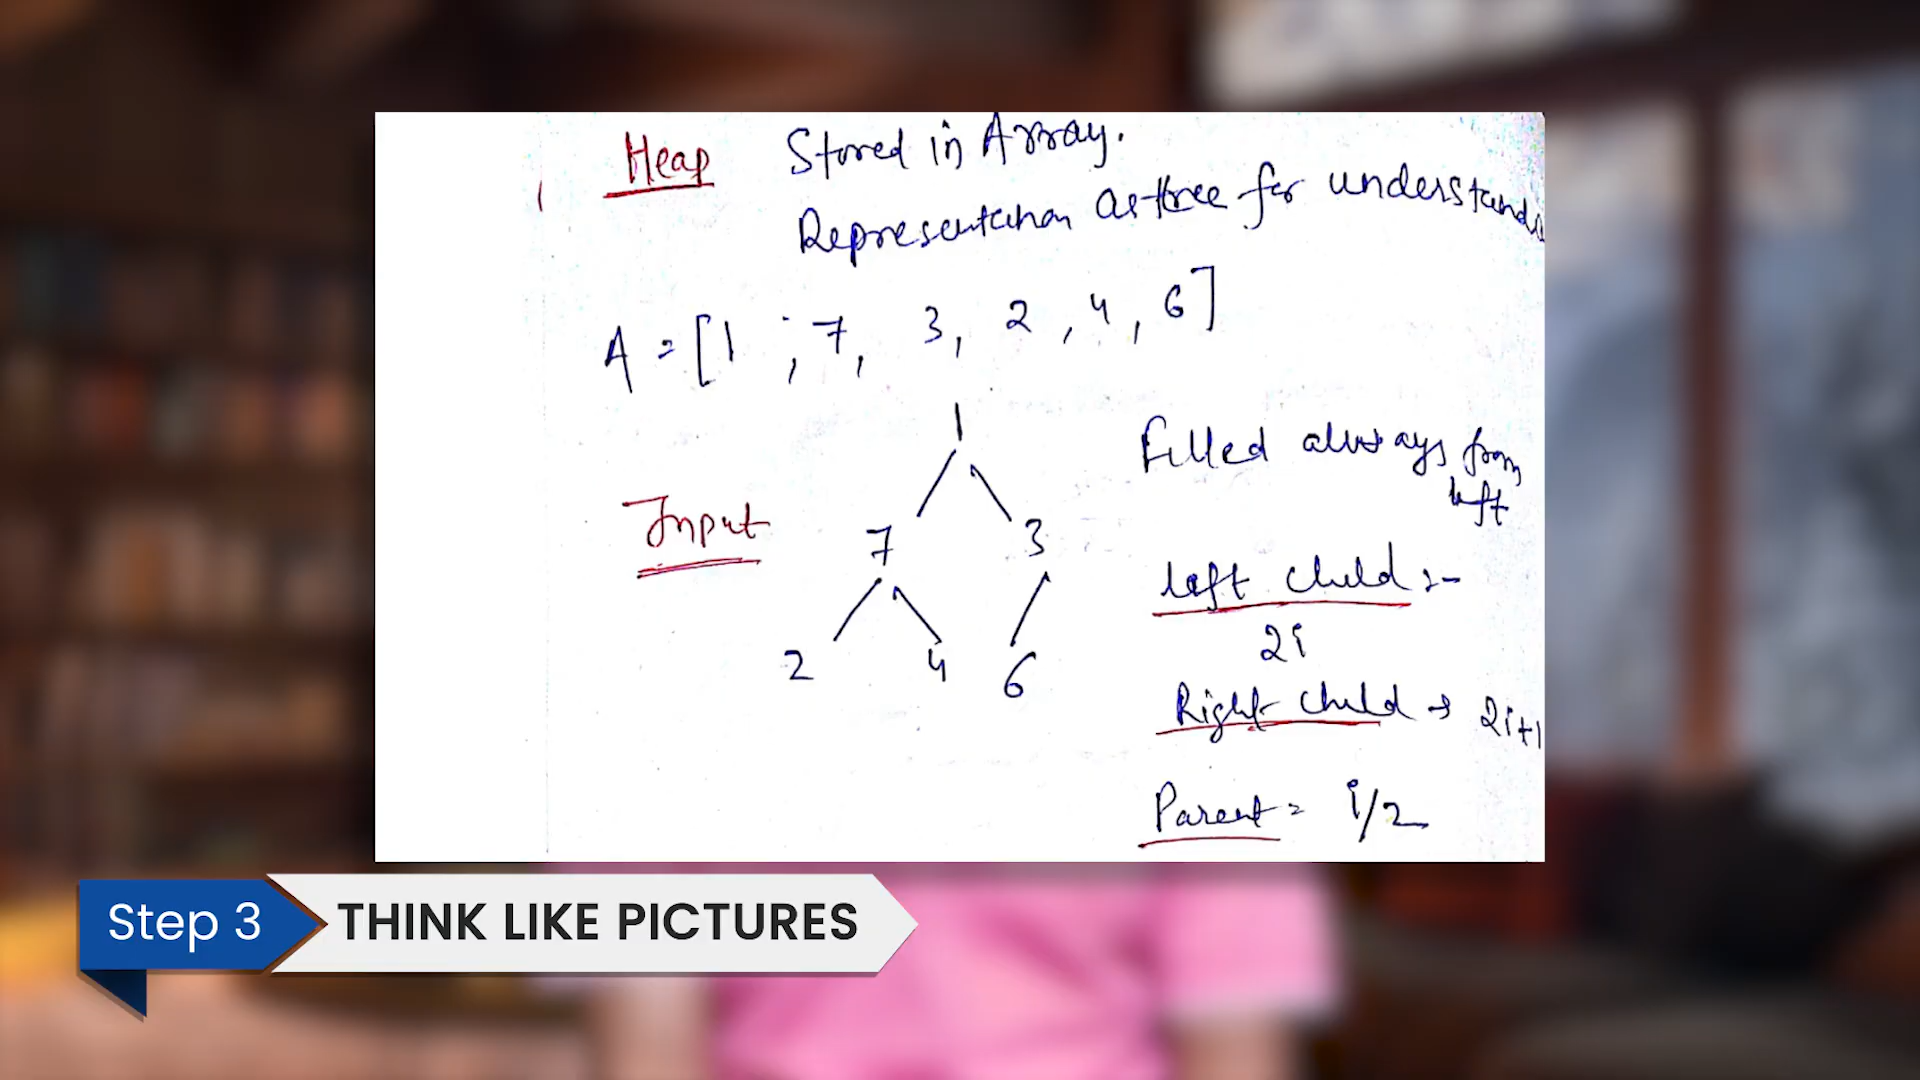 Heap Stored in Array.
Representation as tree for understandi
A = [1 , 7, 3, 2, 4, 6]
1
Filled always from
left
Input
7 3
left child :-
2 4 6
2i
Right child → 2i+1
Parent = i/2
Step 3 THINK LIKE PICTURES